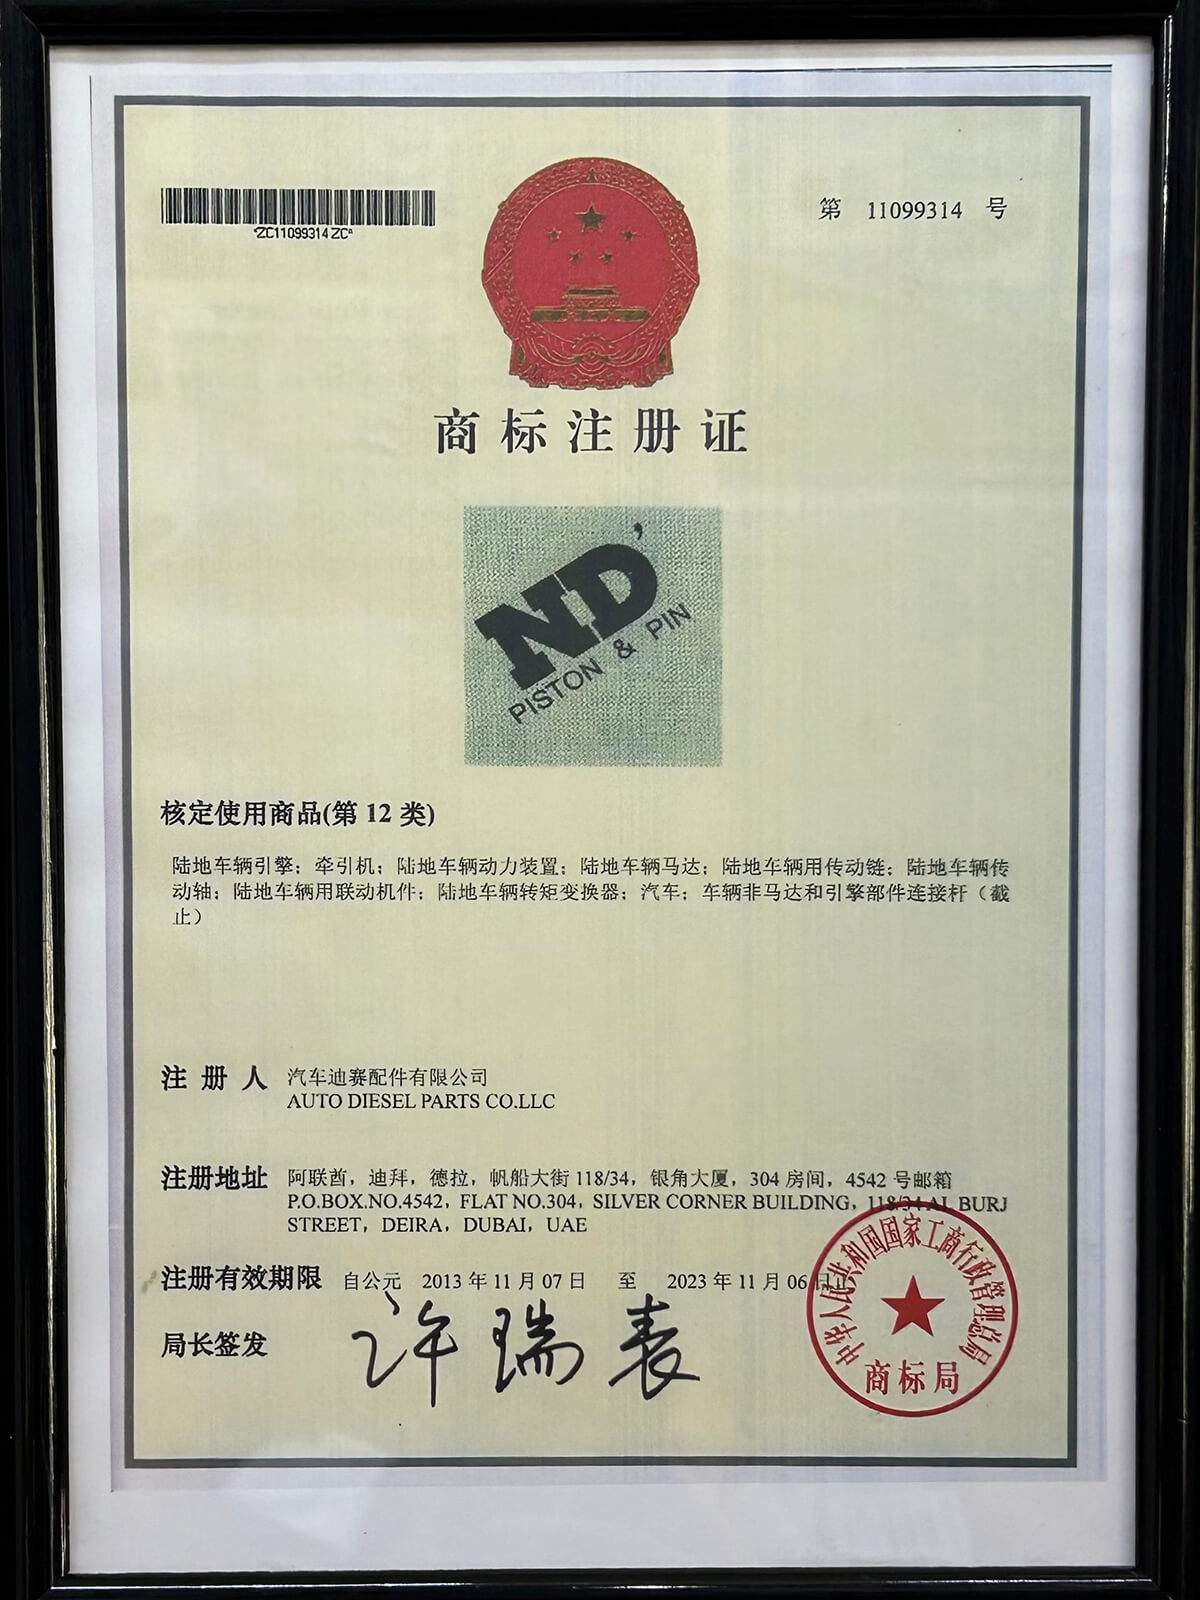 第 11099314 号
*ZC11099314ZC*
商标注册证
ND'
PISTON & PIN
核定使用商品(第 12 类)
陆地车辆引擎；牵引机；陆地车辆动力装置；陆地车辆马达；陆地车辆用传动链；陆地车辆传
动轴；陆地车辆用联动机件；陆地车辆转矩变换器；汽车；车辆非马达和引擎部件连接杆（截
止）
注 册 人 汽车迪赛配件有限公司
AUTO DIESEL PARTS CO.LLC
注册地址 阿联酋，迪拜，德拉，帆船大街 118/34，银角大厦，304 房间，4542 号邮箱
P.O.BOX.NO.4542，FLAT NO.304，SILVER CORNER BUILDING，118/34 AL BURJ
STREET，DEIRA，DUBAI，UAE
注册有效期限 自公元 2013 年 11 月 07 日 至 2023 年 11 月 06 日止
局长签发 许瑞表
中华人民共和国国家工商行政管理总局
商标局